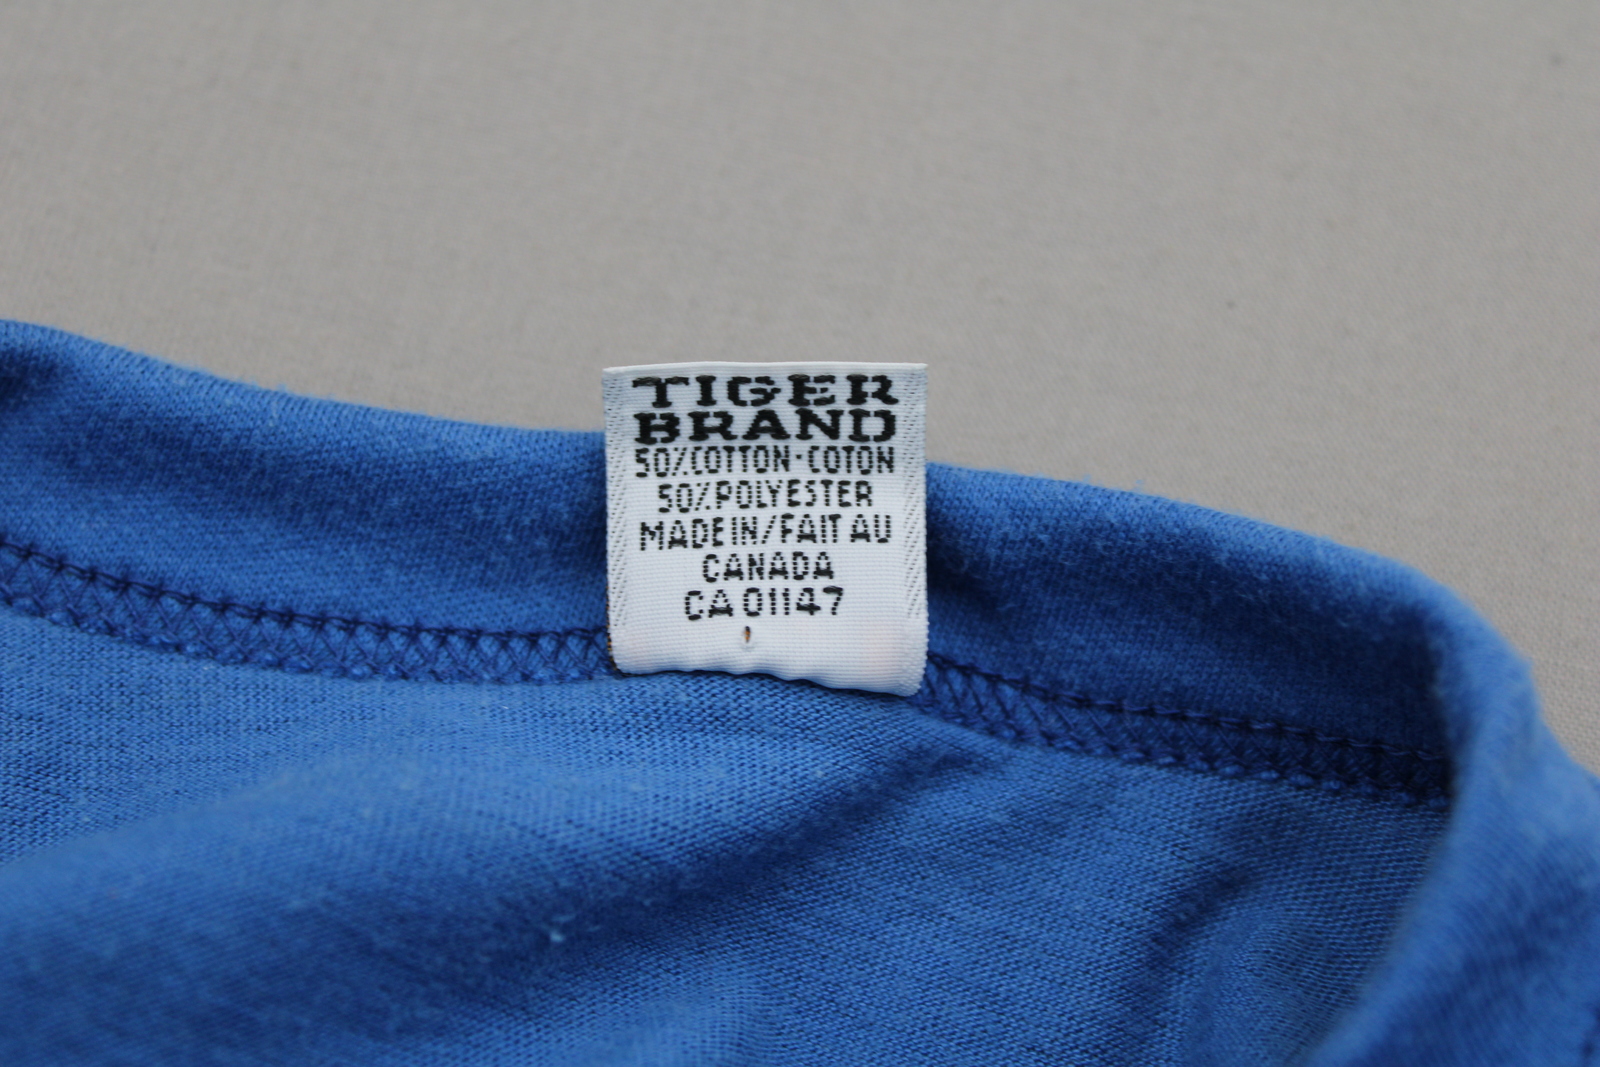 TIGER
BRAND
50% COTTON·COTON
50% POLYESTER
MADE IN/FAIT AU
CANADA
CA 01147